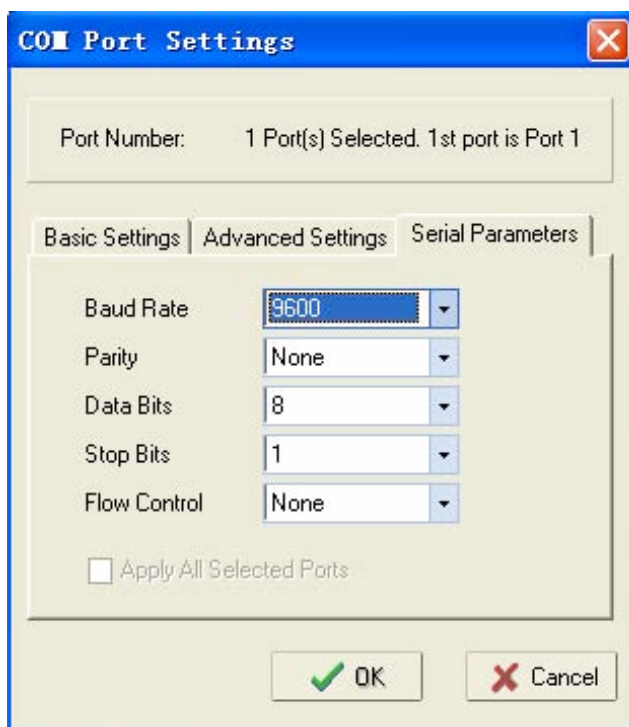 COM Port Settings
Port Number: 1 Port(s) Selected. 1st port is Port 1
Basic Settings Advanced Settings Serial Parameters
Baud Rate 9600
Parity None
Data Bits 8
Stop Bits 1
Flow Control None
Apply All Selected Ports
OK Cancel